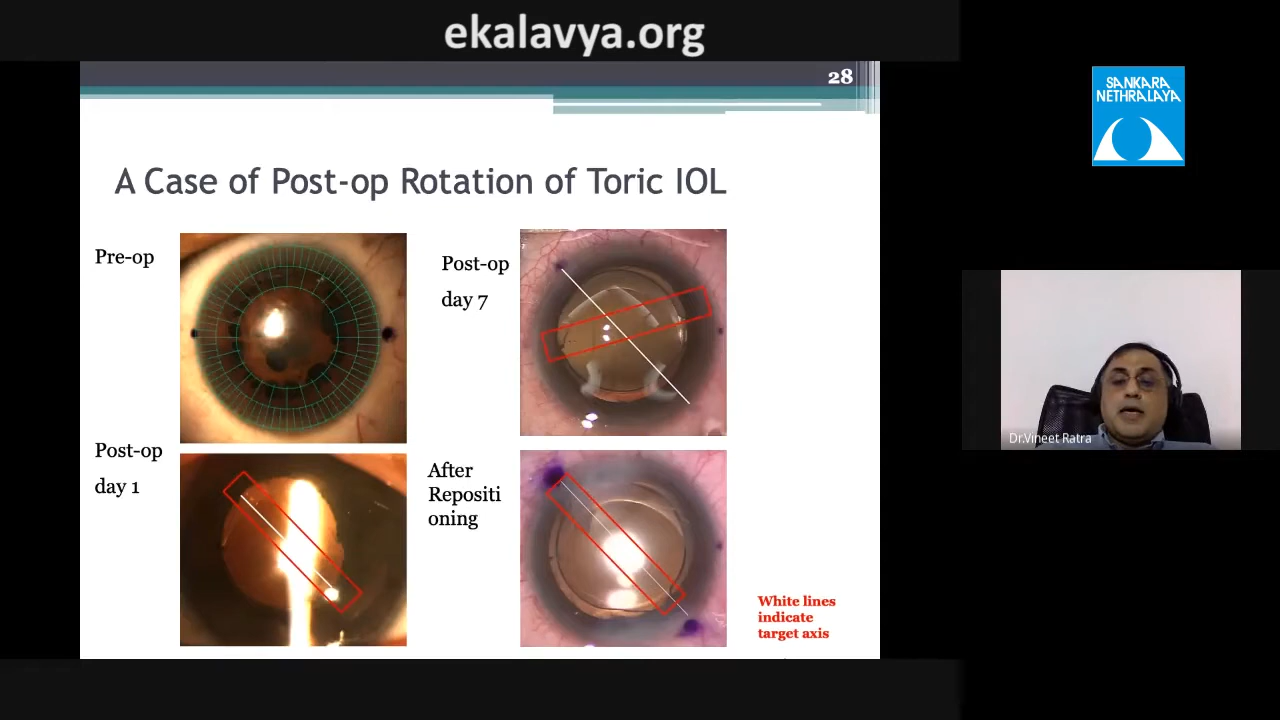 ekalavya.org
28
SANKARA
NETHRALAYA
A Case of Post-op Rotation of Toric IOL
Pre-op
Post-op
day 7
Post-op
day 1
After
Repositi
oning
White lines
indicate
target axis
Dr.Vineet Ratra